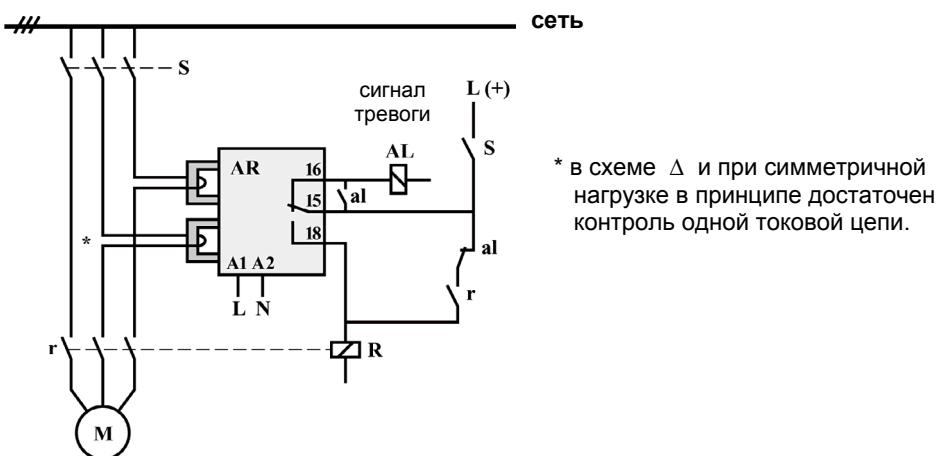 сеть
S
сигнал
тревоги
L (+)
S
AL
AR
16
al
15
18
*
A1 A2
L N
al
r
r
R
M
* в схеме Δ и при симметричной
нагрузке в принципе достаточен
контроль одной токовой цепи.